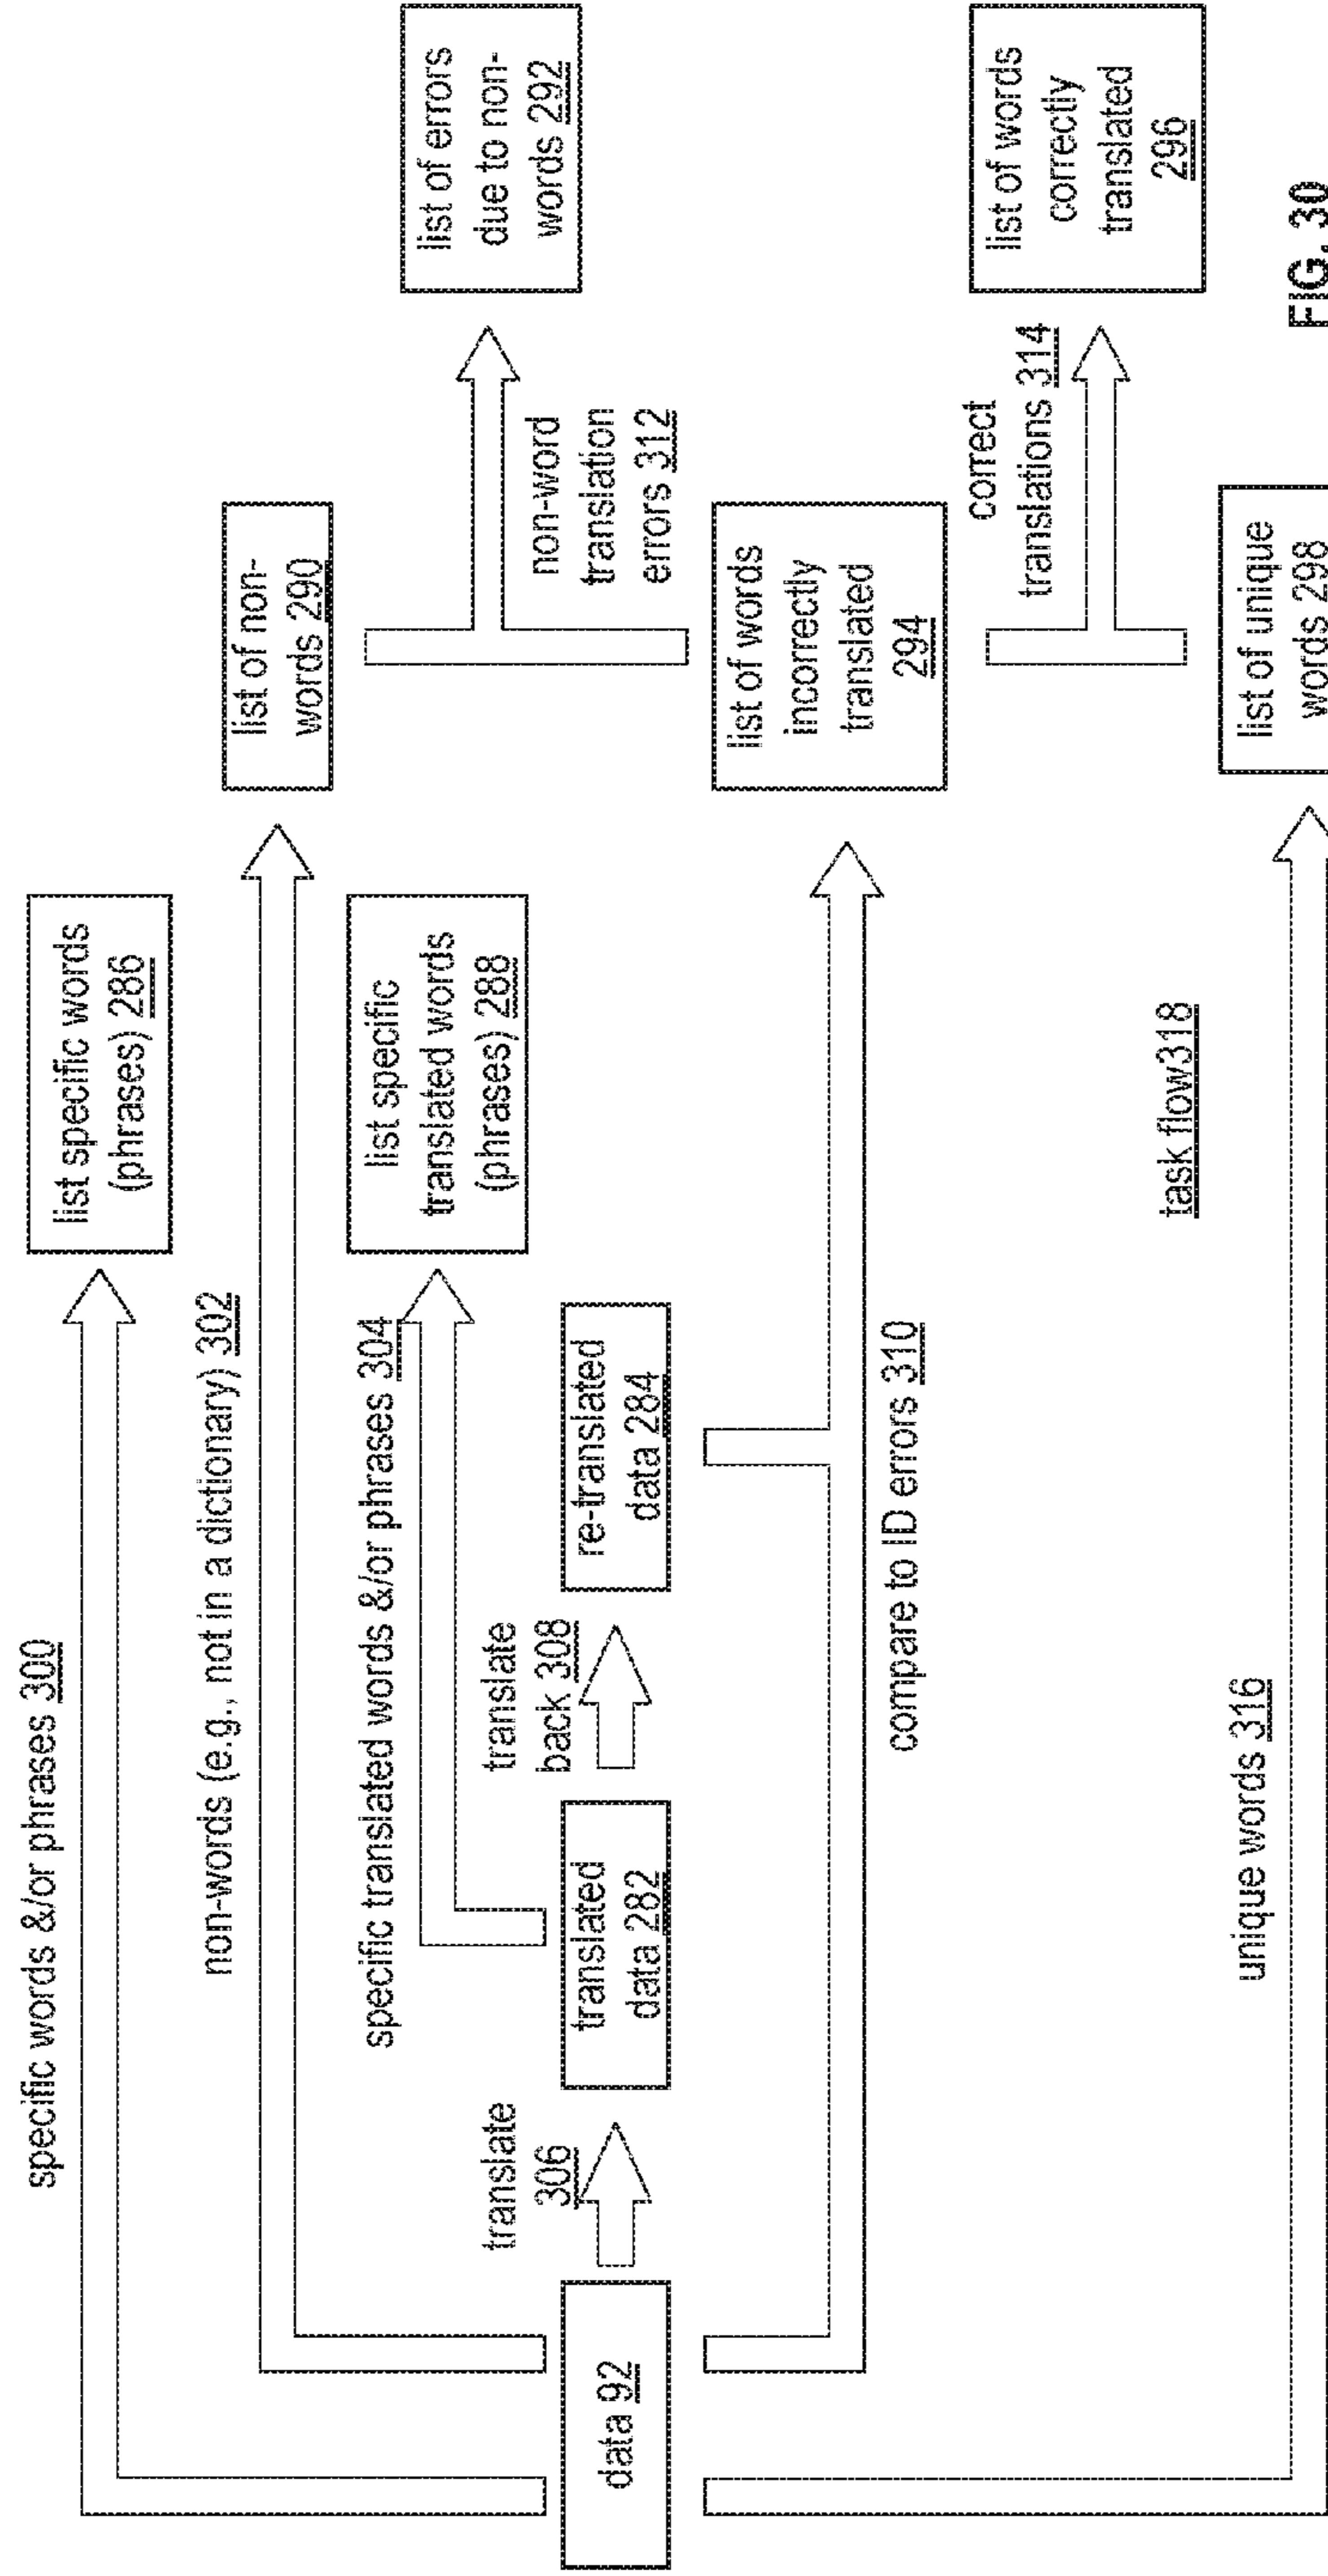 specific words &/or phrases 300
list specific words
(phrases) 286
non-words (e.g., not in a dictionary) 302
list of non-
words 290
specific translated words &/or phrases 304
list specific
translated words
(phrases) 288
list of errors
due to non-
words 292
non-word
translation
errors 312
data 92
translate
306
translated
data 282
translate
back 308
re-translated
data 284
compare to ID errors 310
list of words
incorrectly
translated
294
correct
translations 314
list of words
correctly
translated
296
task flow318
unique words 316
list of unique
words 298
FIG. 30